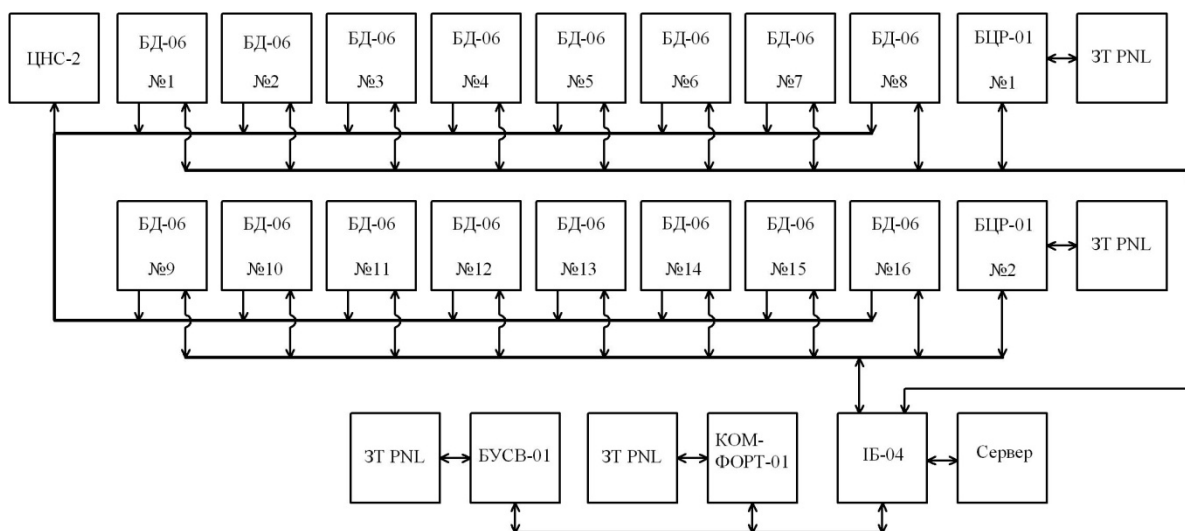 ЦНС-2
БД-06
№1
БД-06
№2
БД-06
№3
БД-06
№4
БД-06
№5
БД-06
№6
БД-06
№7
БД-06
№8
БЦР-01
№1
ЗТ PNL
БД-06
№9
БД-06
№10
БД-06
№11
БД-06
№12
БД-06
№13
БД-06
№14
БД-06
№15
БД-06
№16
БЦР-01
№2
ЗТ PNL
ЗТ PNL
БУСВ-01
ЗТ PNL
КОМ-
ФОРТ-01
ІБ-04
Сервер